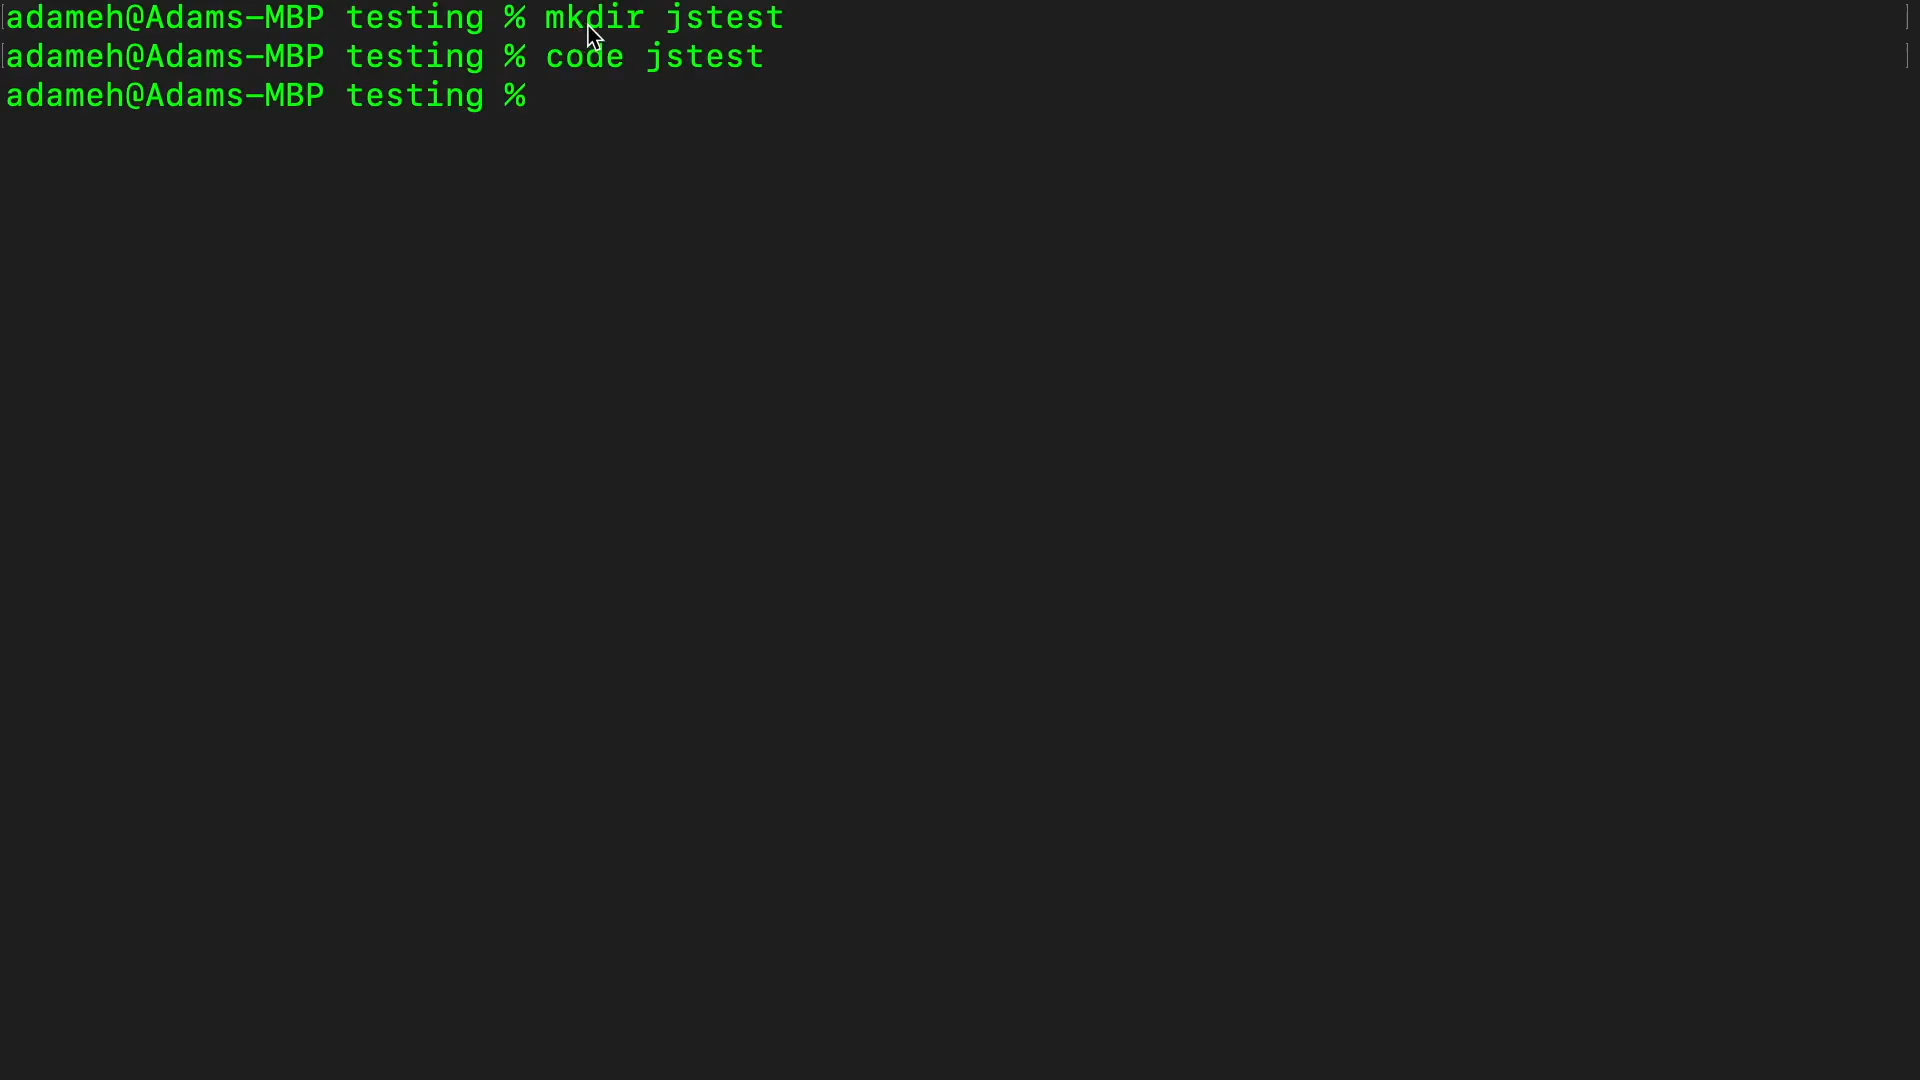 [adameh@Adams-MBP testing % mkdir jstest ]
[adameh@Adams-MBP testing % code jstest ]
adameh@Adams-MBP testing %